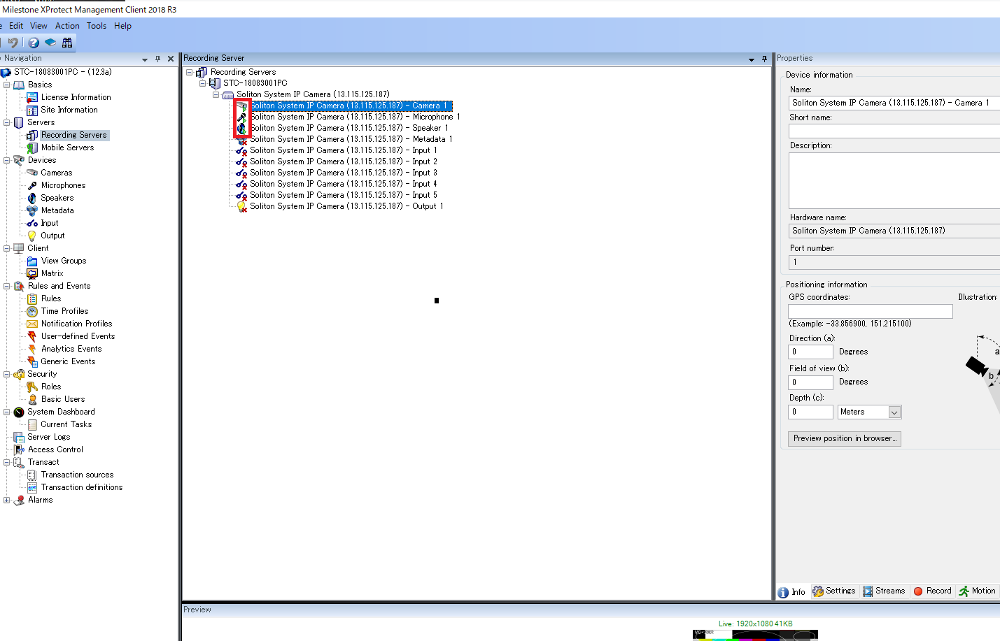 Milestone XProtect Management Client 2018 R3
Edit View Action Tools Help
Navigation
STC-18083001PC - (12.3a)
Basics
License Information
Site Information
Servers
Recording Servers
Mobile Servers
Devices
Cameras
Microphones
Speakers
Metadata
Input
Output
Client
View Groups
Matrix
Rules and Events
Rules
Time Profiles
Notification Profiles
User-defined Events
Analytics Events
Generic Events
Security
Roles
Basic Users
System Dashboard
Current Tasks
Server Logs
Access Control
Transact
Transaction sources
Transaction definitions
Alarms
Recording Server
Recording Servers
STC-18083001PC
Soliton System IP Camera (13.115.125.187)
Soliton System IP Camera (13.115.125.187) - Camera 1
Soliton System IP Camera (13.115.125.187) - Microphone 1
Soliton System IP Camera (13.115.125.187) - Speaker 1
Soliton System IP Camera (13.115.125.187) - Metadata 1
Soliton System IP Camera (13.115.125.187) - Input 1
Soliton System IP Camera (13.115.125.187) - Input 2
Soliton System IP Camera (13.115.125.187) - Input 3
Soliton System IP Camera (13.115.125.187) - Input 4
Soliton System IP Camera (13.115.125.187) - Input 5
Soliton System IP Camera (13.115.125.187) - Output 1
Properties
Device information
Name:
Soliton System IP Camera (13.115.125.187) - Camera 1
Short name:
Description:
Hardware name:
Soliton System IP Camera (13.115.125.187)
Port number:
1
Positioning information
GPS coordinates:
Illustration:
(Example: -33.856900, 151.215100)
Direction (a):
0 Degrees
a
Field of view (b):
b
0 Degrees
Depth (c):
0 Meters
Preview position in browser...
Info Settings Streams Record Motion
Preview
Live: 1920x1080 41KB